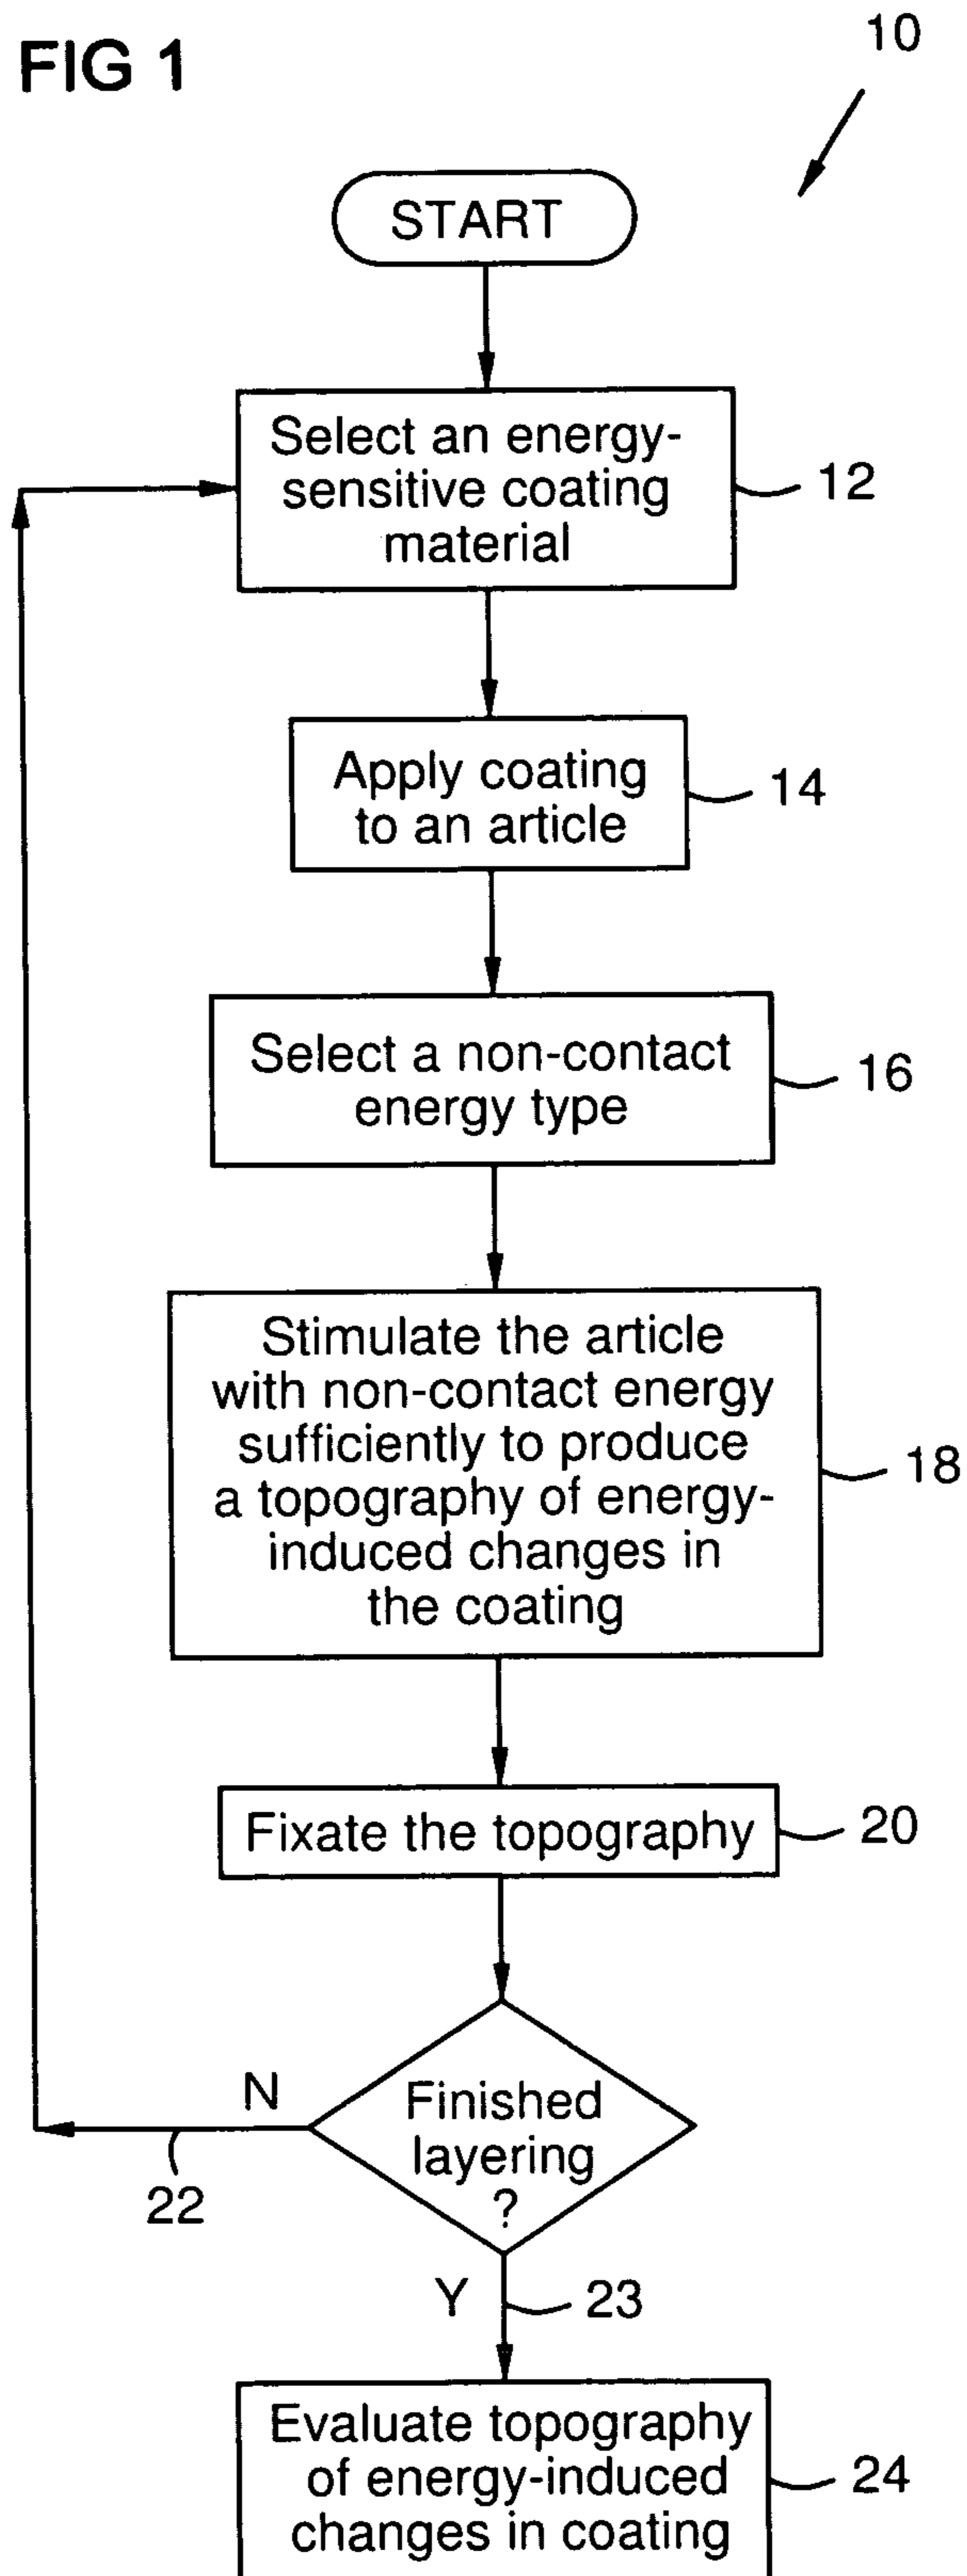 FIG 1
10
START
Select an energy-
sensitive coating
material
12
Apply coating
to an article
14
Select a non-contact
energy type
16
Stimulate the article
with non-contact energy
sufficiently to produce
a topography of energy-
induced changes in
the coating
18
Fixate the topography
20
Finished
layering
?
N
22
Y
23
Evaluate topography
of energy-induced
changes in coating
24